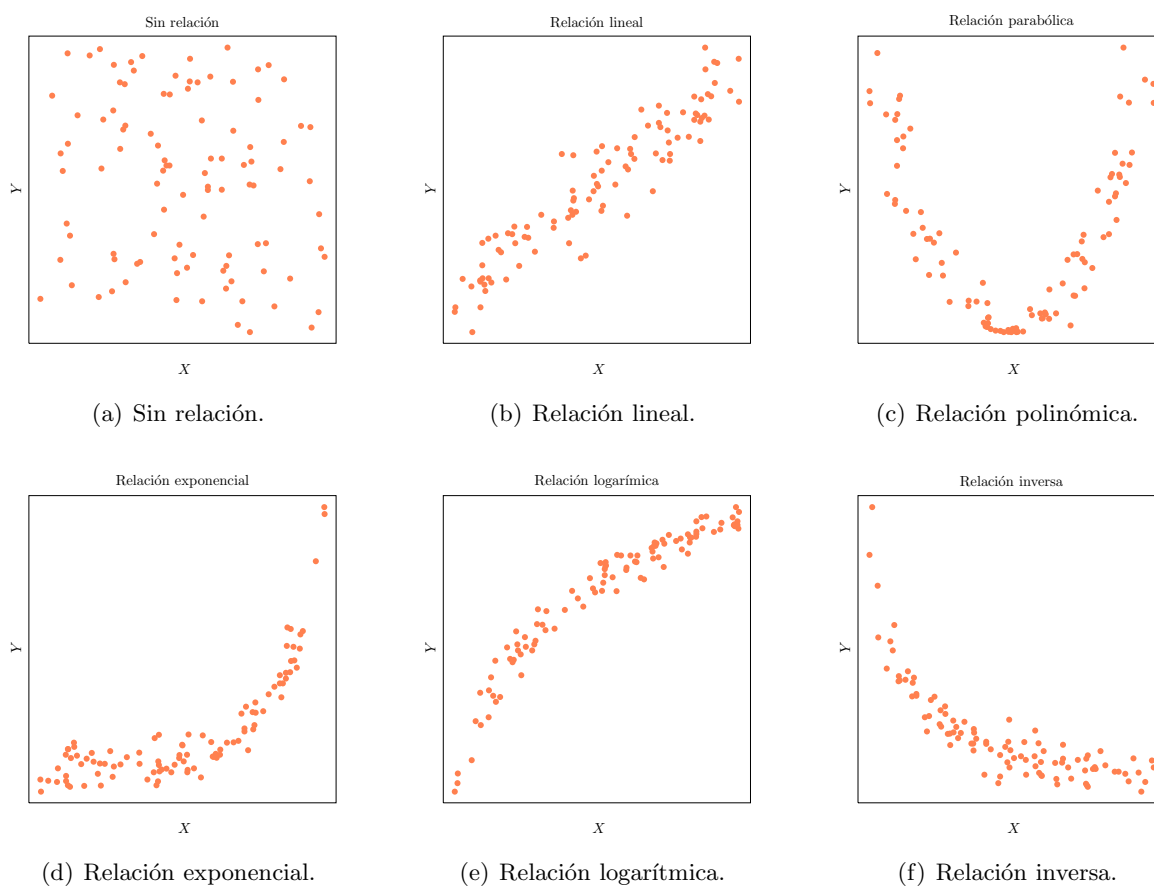 Sin relación
Relación lineal
Relación parabólica
Y
Y
Y
X
X
X
(a) Sin relación.
(b) Relación lineal.
(c) Relación polinómica.
Relación exponencial
Relación logarímica
Relación inversa
Y
Y
Y
X
X
X
(d) Relación exponencial.
(e) Relación logarítmica.
(f) Relación inversa.